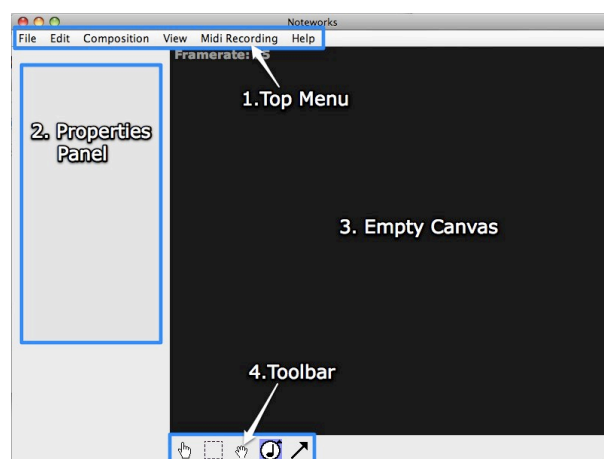 Noteworks
File Edit Composition View Midi Recording Help
Framerate:
1.Top Menu
2. Properties
Panel
3. Empty Canvas
4.Toolbar